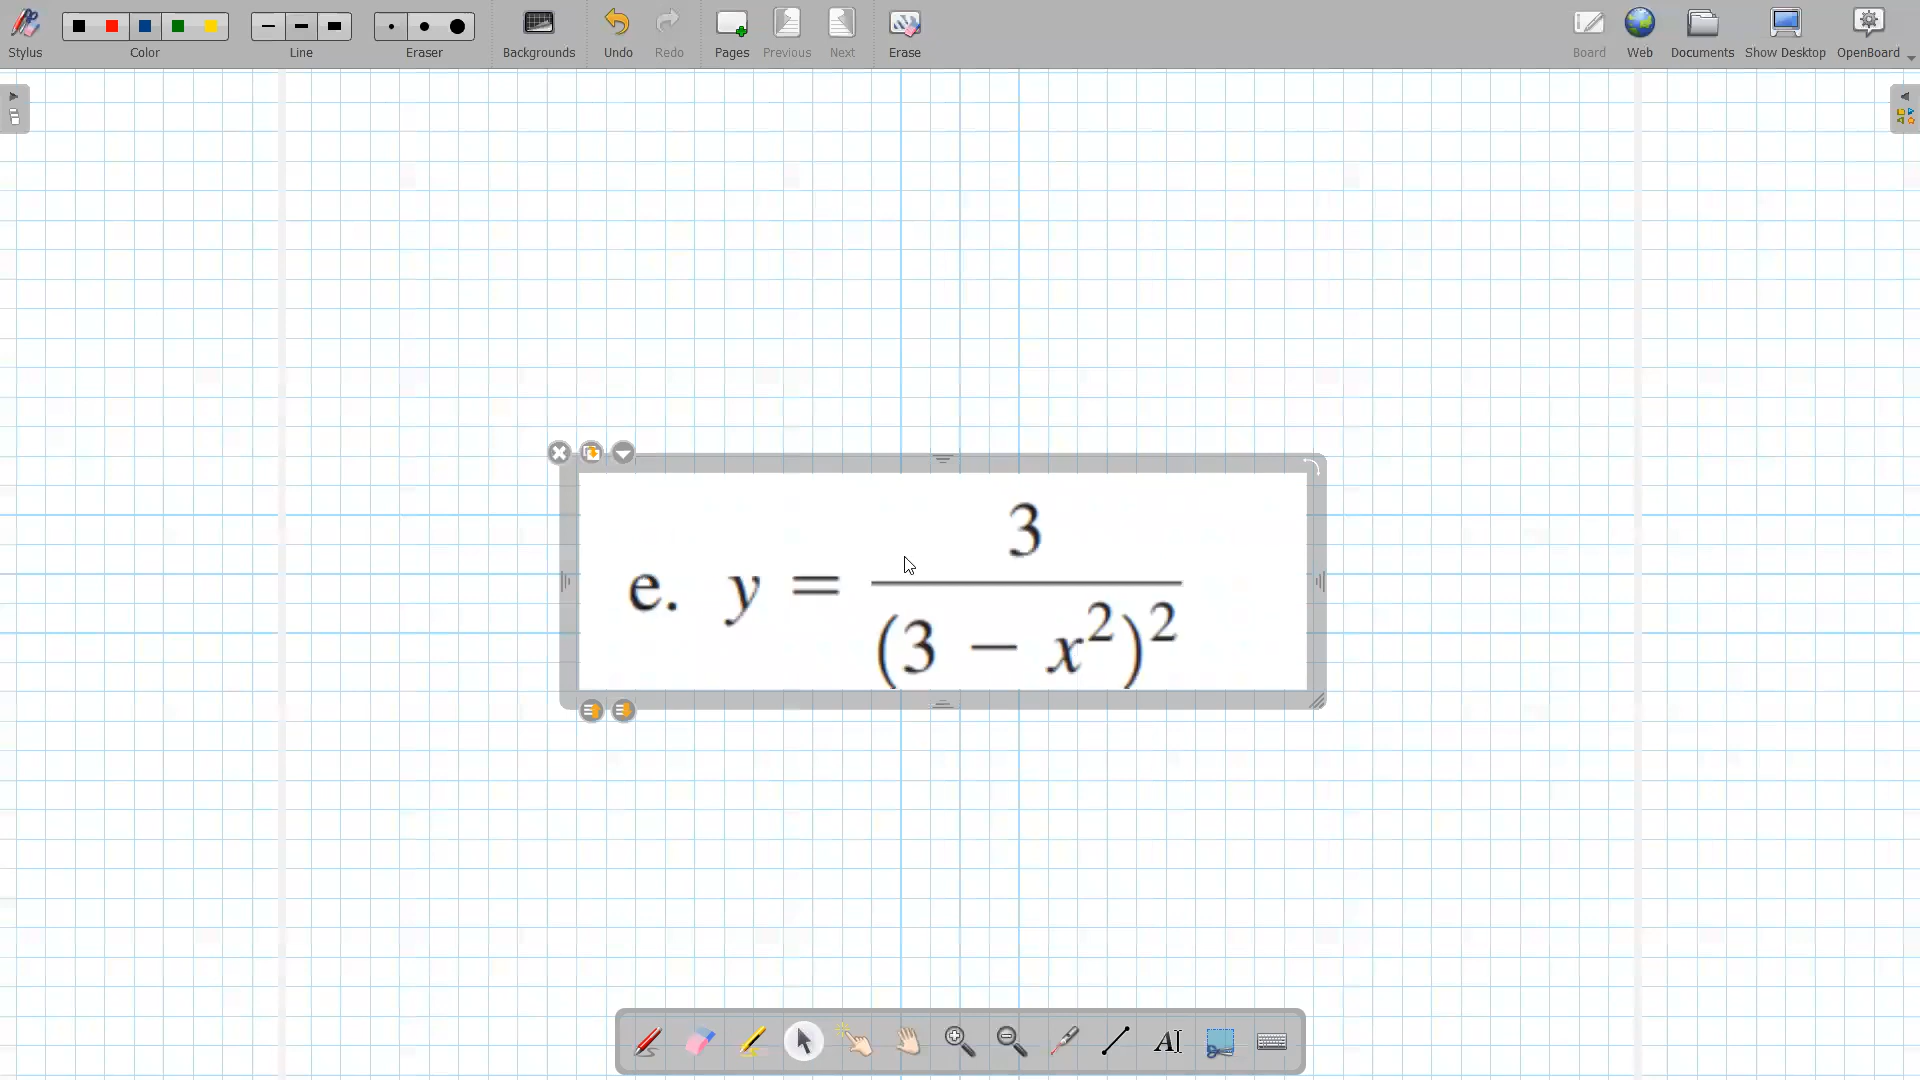 Stylus Color Line Eraser Backgrounds Undo Redo Pages Previous Next Erase Board Web Documents Show Desktop OpenBoard
e. y = 3 / (3 − x²)²